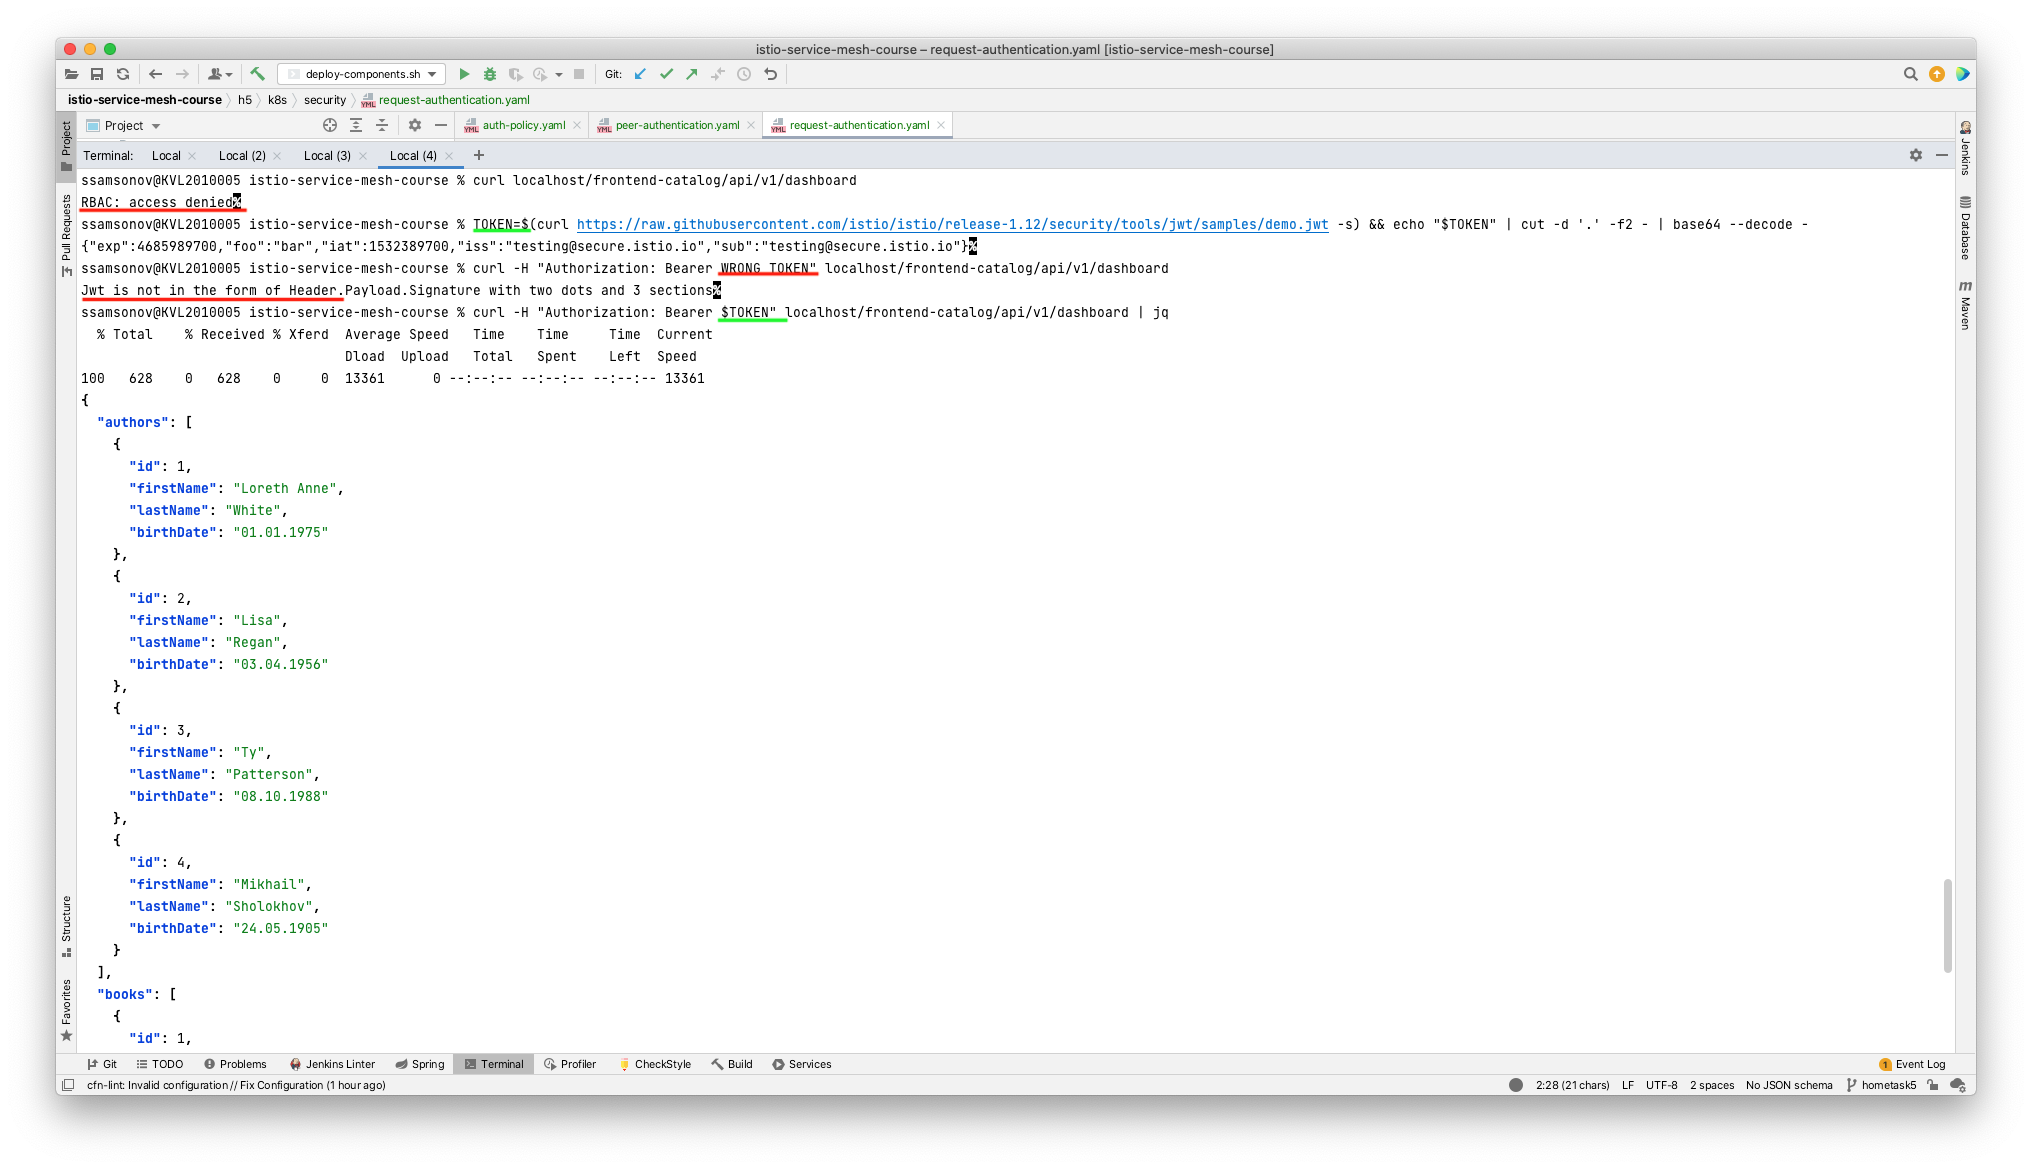 istio-service-mesh-course – request-authentication.yaml [istio-service-mesh-course]
deploy-components.sh
Git:
istio-service-mesh-course
h5
k8s
security
request-authentication.yaml
Project
auth-policy.yaml
peer-authentication.yaml
request-authentication.yaml
Terminal:
Local
Local (2)
Local (3)
Local (4)
Project
Pull Requests
Structure
Favorites
Jenkins
Database
Maven
ssamsonov@KVL2010005 istio-service-mesh-course % curl localhost/frontend-catalog/api/v1/dashboard
RBAC: access denied%
ssamsonov@KVL2010005 istio-service-mesh-course % TOKEN=$(curl https://raw.githubusercontent.com/istio/istio/release-1.12/security/tools/jwt/samples/demo.jwt -s) && echo "$TOKEN" | cut -d '.' -f2 - | base64 --decode -
{"exp":4685989700,"foo":"bar","iat":1532389700,"iss":"testing@secure.istio.io","sub":"testing@secure.istio.io"}%
ssamsonov@KVL2010005 istio-service-mesh-course % curl -H "Authorization: Bearer WRONG TOKEN" localhost/frontend-catalog/api/v1/dashboard
Jwt is not in the form of Header.Payload.Signature with two dots and 3 sections%
ssamsonov@KVL2010005 istio-service-mesh-course % curl -H "Authorization: Bearer $TOKEN" localhost/frontend-catalog/api/v1/dashboard | jq
% Total    % Received % Xferd  Average Speed   Time    Time     Time  Current
Dload  Upload   Total   Spent    Left  Speed
100   628    0   628    0     0  13361      0 --:--:-- --:--:-- --:--:-- 13361
{
"authors": [
{
"id": 1,
"firstName": "Loreth Anne",
"lastName": "White",
"birthDate": "01.01.1975"
},
{
"id": 2,
"firstName": "Lisa",
"lastName": "Regan",
"birthDate": "03.04.1956"
},
{
"id": 3,
"firstName": "Ty",
"lastName": "Patterson",
"birthDate": "08.10.1988"
},
{
"id": 4,
"firstName": "Mikhail",
"lastName": "Sholokhov",
"birthDate": "24.05.1905"
}
],
"books": [
{
"id": 1,
Git
TODO
Problems
Jenkins Linter
Spring
Terminal
Profiler
CheckStyle
Build
Services
1 Event Log
cfn-lint: Invalid configuration // Fix Configuration (1 hour ago)
2:28 (21 chars)
LF
UTF-8
2 spaces
No JSON schema
hometask5